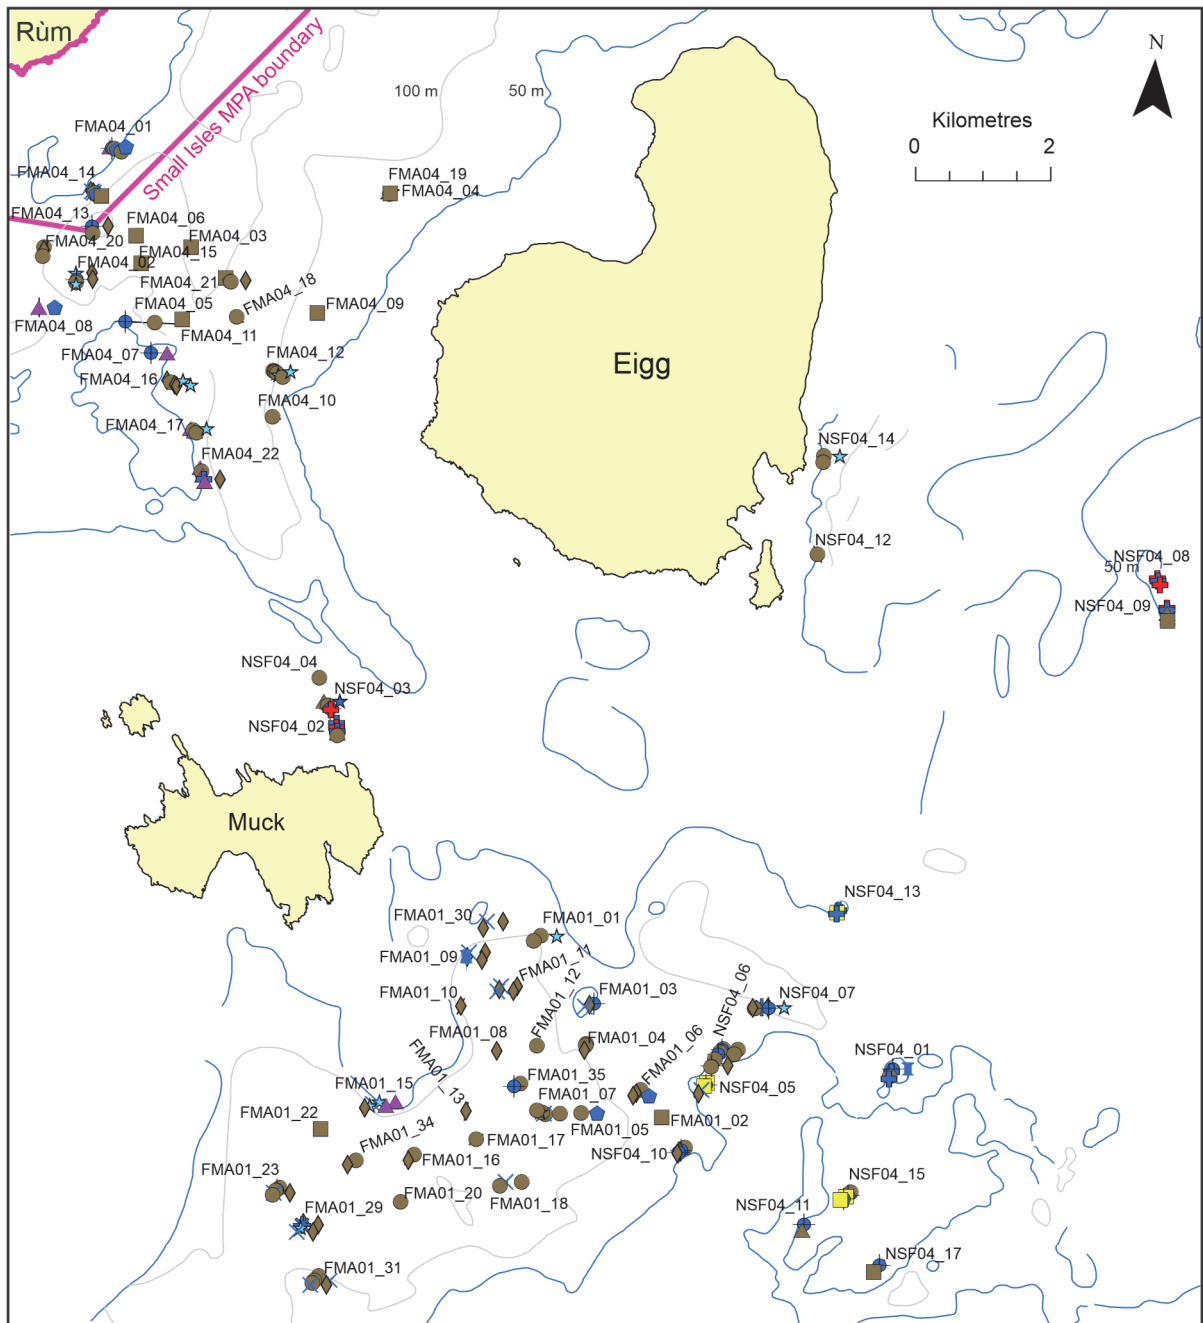 Rùm
Small Isles MPA boundary
100 m
50 m
N
Kilometres
0
2
FMA04_01
FMA04_14
FMA04_13
FMA04_06
FMA04_19
FMA04_04
FMA04_20
FMA04_03
FMA04_02
FMA04_15
FMA04_21
FMA04_18
FMA04_05
FMA04_09
FMA04_08
FMA04_11
FMA04_07
FMA04_12
FMA04_16
FMA04_10
FMA04_17
FMA04_22
Eigg
NSF04_14
NSF04_12
NSF04_08
50 m
NSF04_09
NSF04_04
NSF04_03
NSF04_02
Muck
NSF04_13
FMA01_30
FMA01_01
FMA01_09
FMA01_11
FMA01_12
FMA01_10
FMA01_03
NSF04_06
NSF04_07
FMA01_08
FMA01_04
FMA01_06
NSF04_01
FMA01_13
FMA01_15
FMA01_35
FMA01_07
NSF04_05
FMA01_22
FMA01_05
FMA01_02
FMA01_34
FMA01_17
FMA01_16
NSF04_10
FMA01_23
FMA01_20
FMA01_18
NSF04_15
FMA01_29
NSF04_11
FMA01_31
NSF04_17